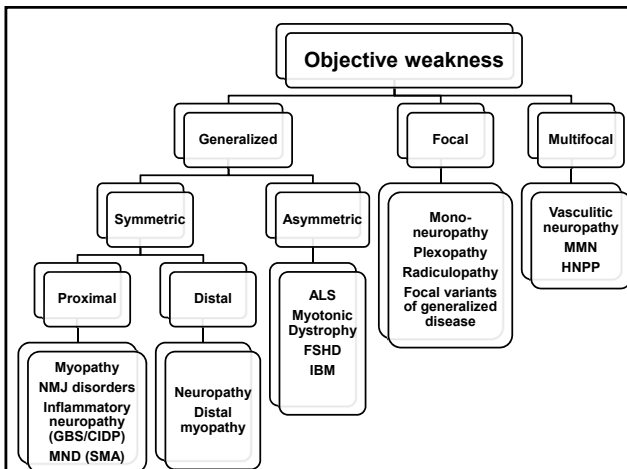 Objective weakness
Generalized
Focal
Multifocal
Symmetric
Asymmetric
Mono-
neuropathy
Plexopathy
Radiculopathy
Focal variants
of generalized
disease
Vasculitic
neuropathy
MMN
HNPP
Proximal
Distal
ALS
Myotonic
Dystrophy
FSHD
IBM
Myopathy
NMJ disorders
Inflammatory
neuropathy
(GBS/CIDP)
MND (SMA)
Neuropathy
Distal
myopathy